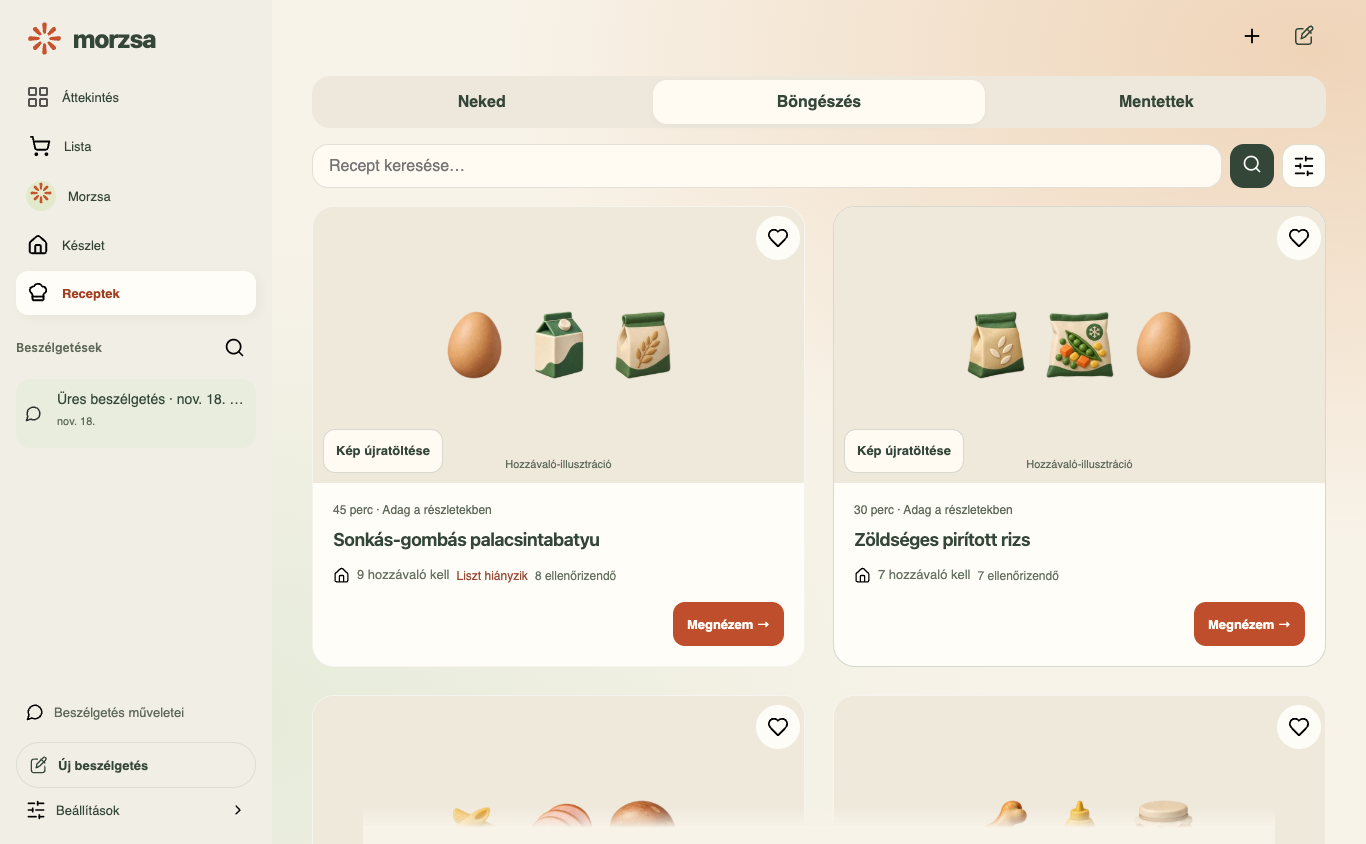 morzsa
Áttekintés
Lista
Morzsa
Készlet
Receptek
Beszélgetések
Üres beszélgetés · nov. 18. …
nov. 18.
Beszélgetés műveletei
Új beszélgetés
Beállítások
Neked
Böngészés
Mentettek
Recept keresése…
Kép újratöltése
Hozzávaló-illusztráció
45 perc · Adag a részletekben
Sonkás-gombás palacsintabatyu
9 hozzávaló kell Liszt hiányzik 8 ellenőrizendő
Megnézem →
Kép újratöltése
Hozzávaló-illusztráció
30 perc · Adag a részletekben
Zöldséges pirított rizs
7 hozzávaló kell 7 ellenőrizendő
Megnézem →